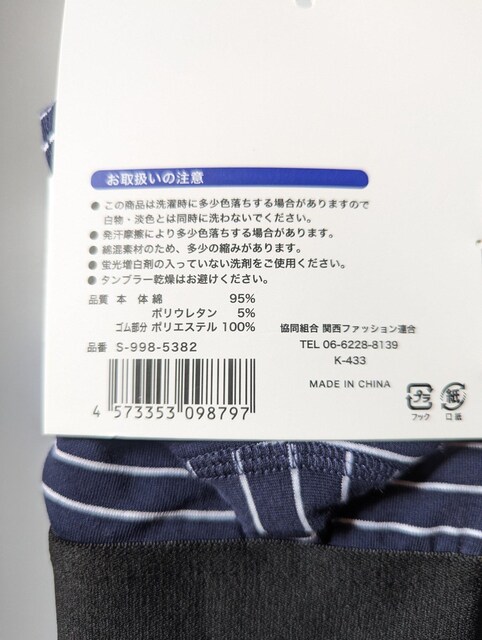 お取扱いの注意
● この商品は洗濯時に多少色落ちする場合がありますので
白物・淡色とは同時に洗わないでください。
● 発汗摩擦により多少色落ちする場合があります。
● 綿混素材のため、多少の縮みがあります。
● 蛍光増白剤の入っていない洗剤をご使用ください。
● タンブラー乾燥はお避けください。
品質 本 体 綿 95%
ポリウレタン 5%
ゴム部分 ポリエステル 100%
品番 S-998-5382
4 573353 098797
協同組合 関西ファッション連合
TEL 06-6228-8139
K-433
MADE IN CHINA
プラ
フック
紙
口紙